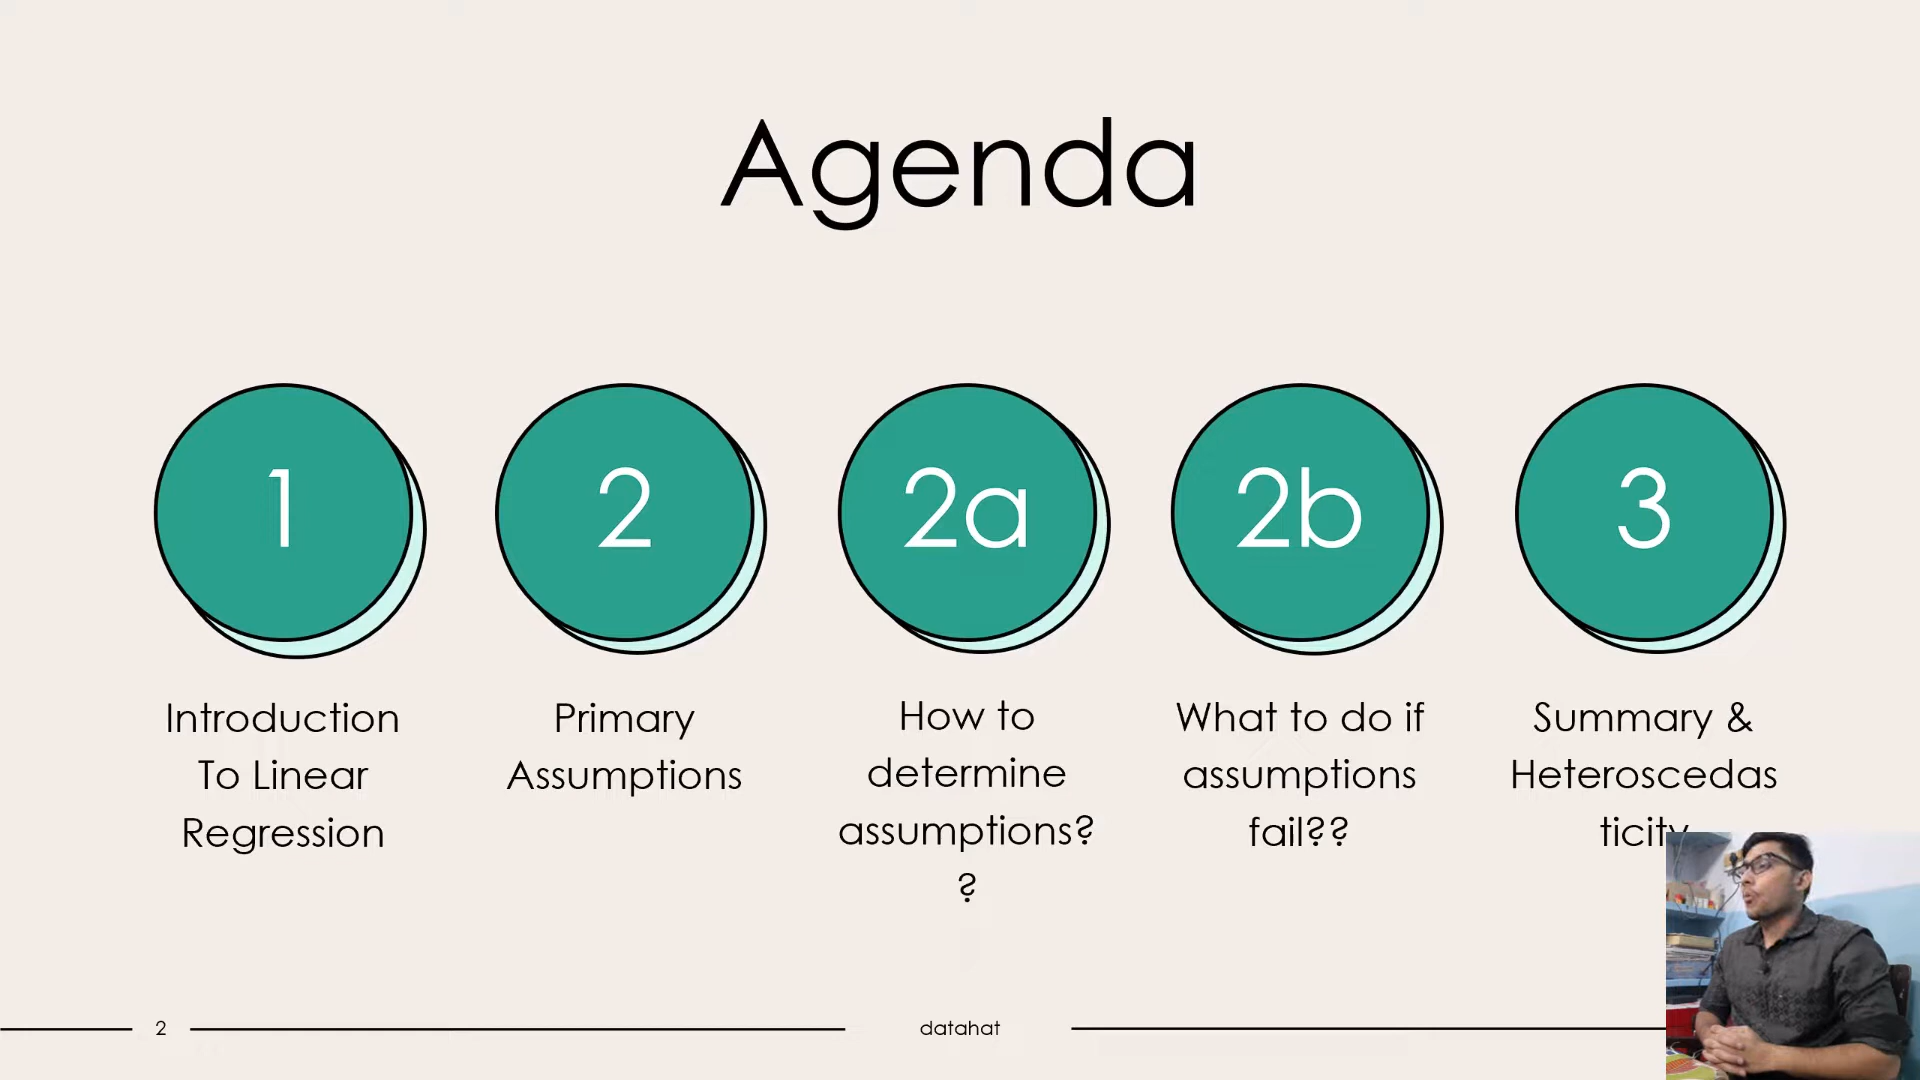 Agenda
1
Introduction
To Linear
Regression
2
Primary
Assumptions
2a
How to
determine
assumptions?
?
2b
What to do if
assumptions
fail??
3
Summary &
Heteroscedas
ticity
2
datahat